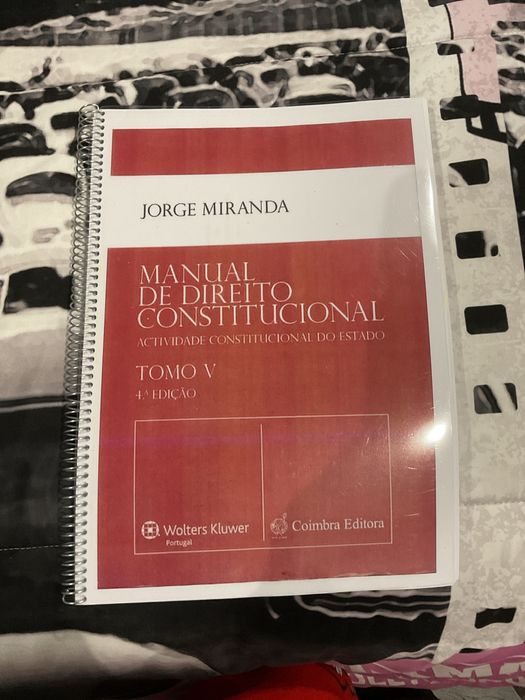 JORGE MIRANDA
MANUAL
DE DIREITO
CONSTITUCIONAL
ACTIVIDADE CONSTITUCIONAL DO ESTADO
TOMO V
4.ª EDIÇÃO
Wolters Kluwer
Portugal
Coimbra Editora